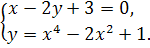 {x − 2y + 3 = 0,
y = x⁴ − 2x² + 1.